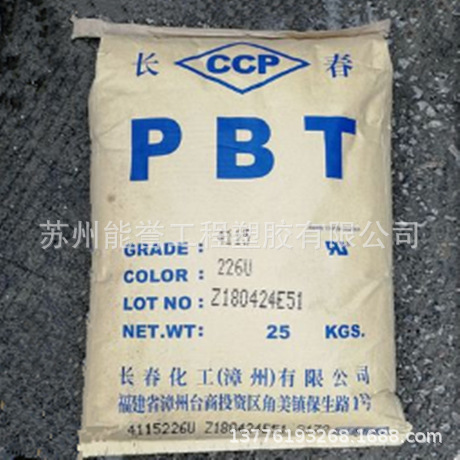 长 CCP 春
PBT
苏州能誉工程塑胶有限公司
GRADE: 4115
COLOR: 226U
LOT NO: Z180424E51
NET.WT: 25 KGS.
长春化工(漳州)有限公司
福建省漳州台商投资区角美镇保生路1号
4115226U Z180424E51
13776193268.1688.com